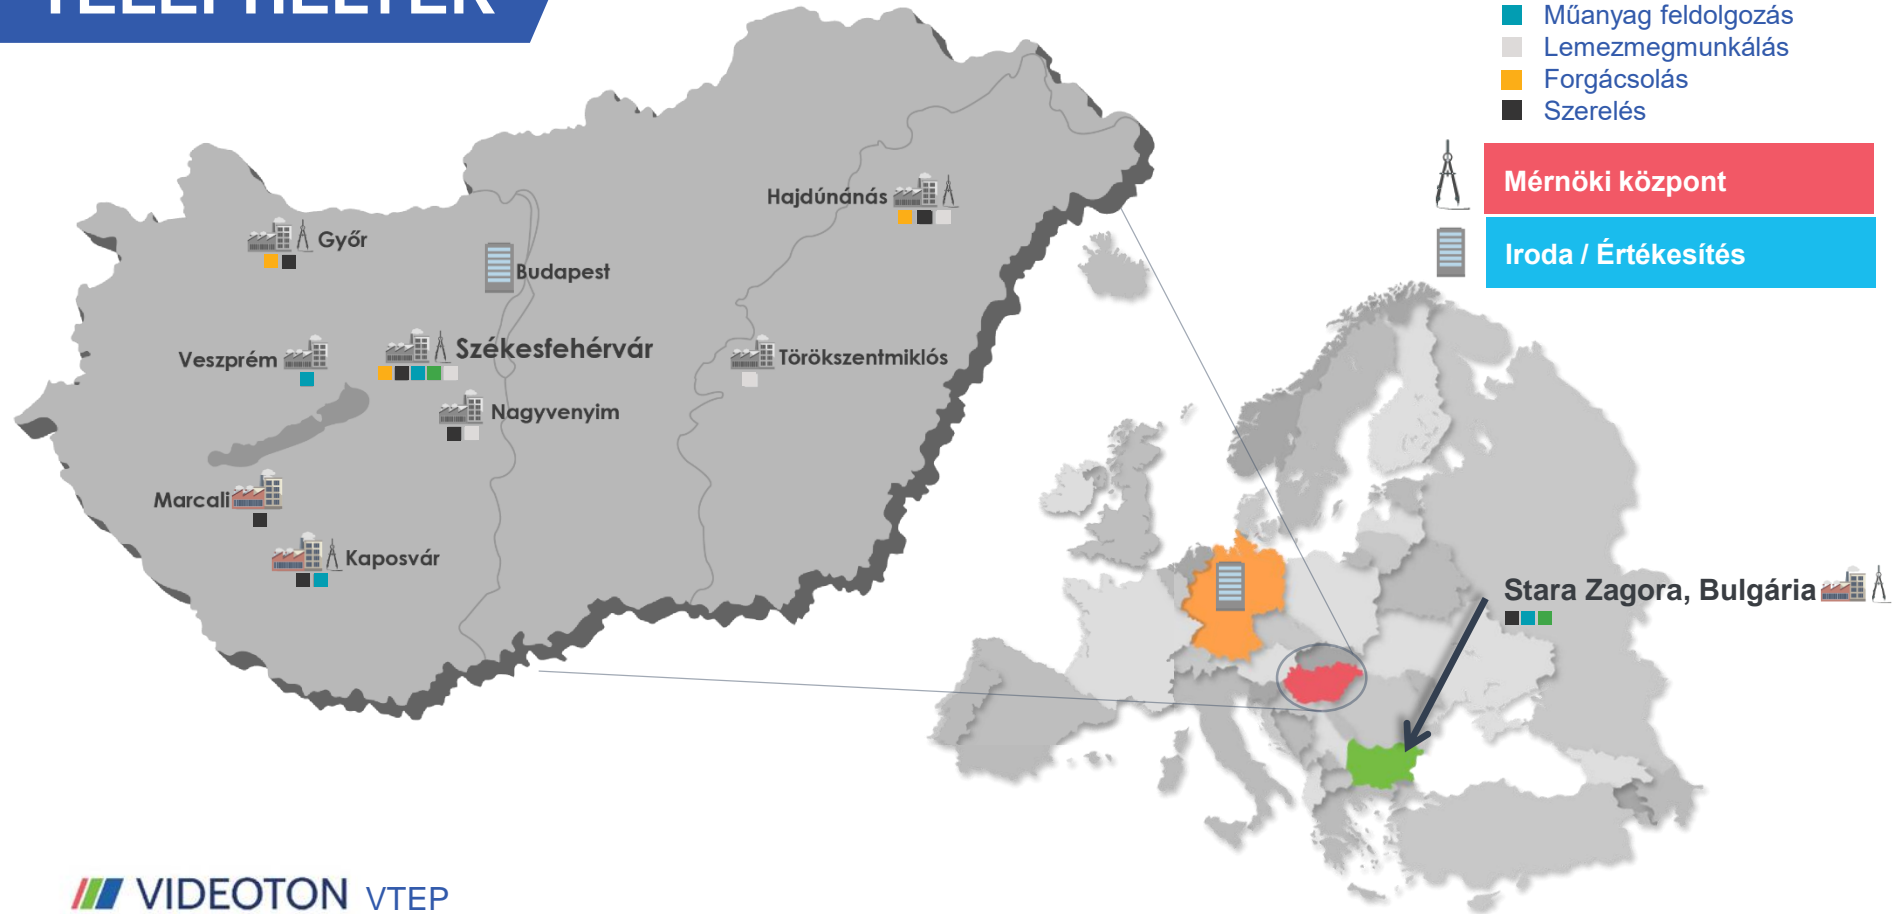 TELEPHELYEK
Műanyag feldolgozás
Lemezmegmunkálás
Forgácsolás
Szerelés
Mérnöki központ
Iroda / Értékesítés
Hajdúnánás
Győr
Budapest
Székesfehérvár
Veszprém
Törökszentmiklós
Nagyvenyim
Marcali
Kaposvár
Stara Zagora, Bulgária
VIDEOTON VTEP